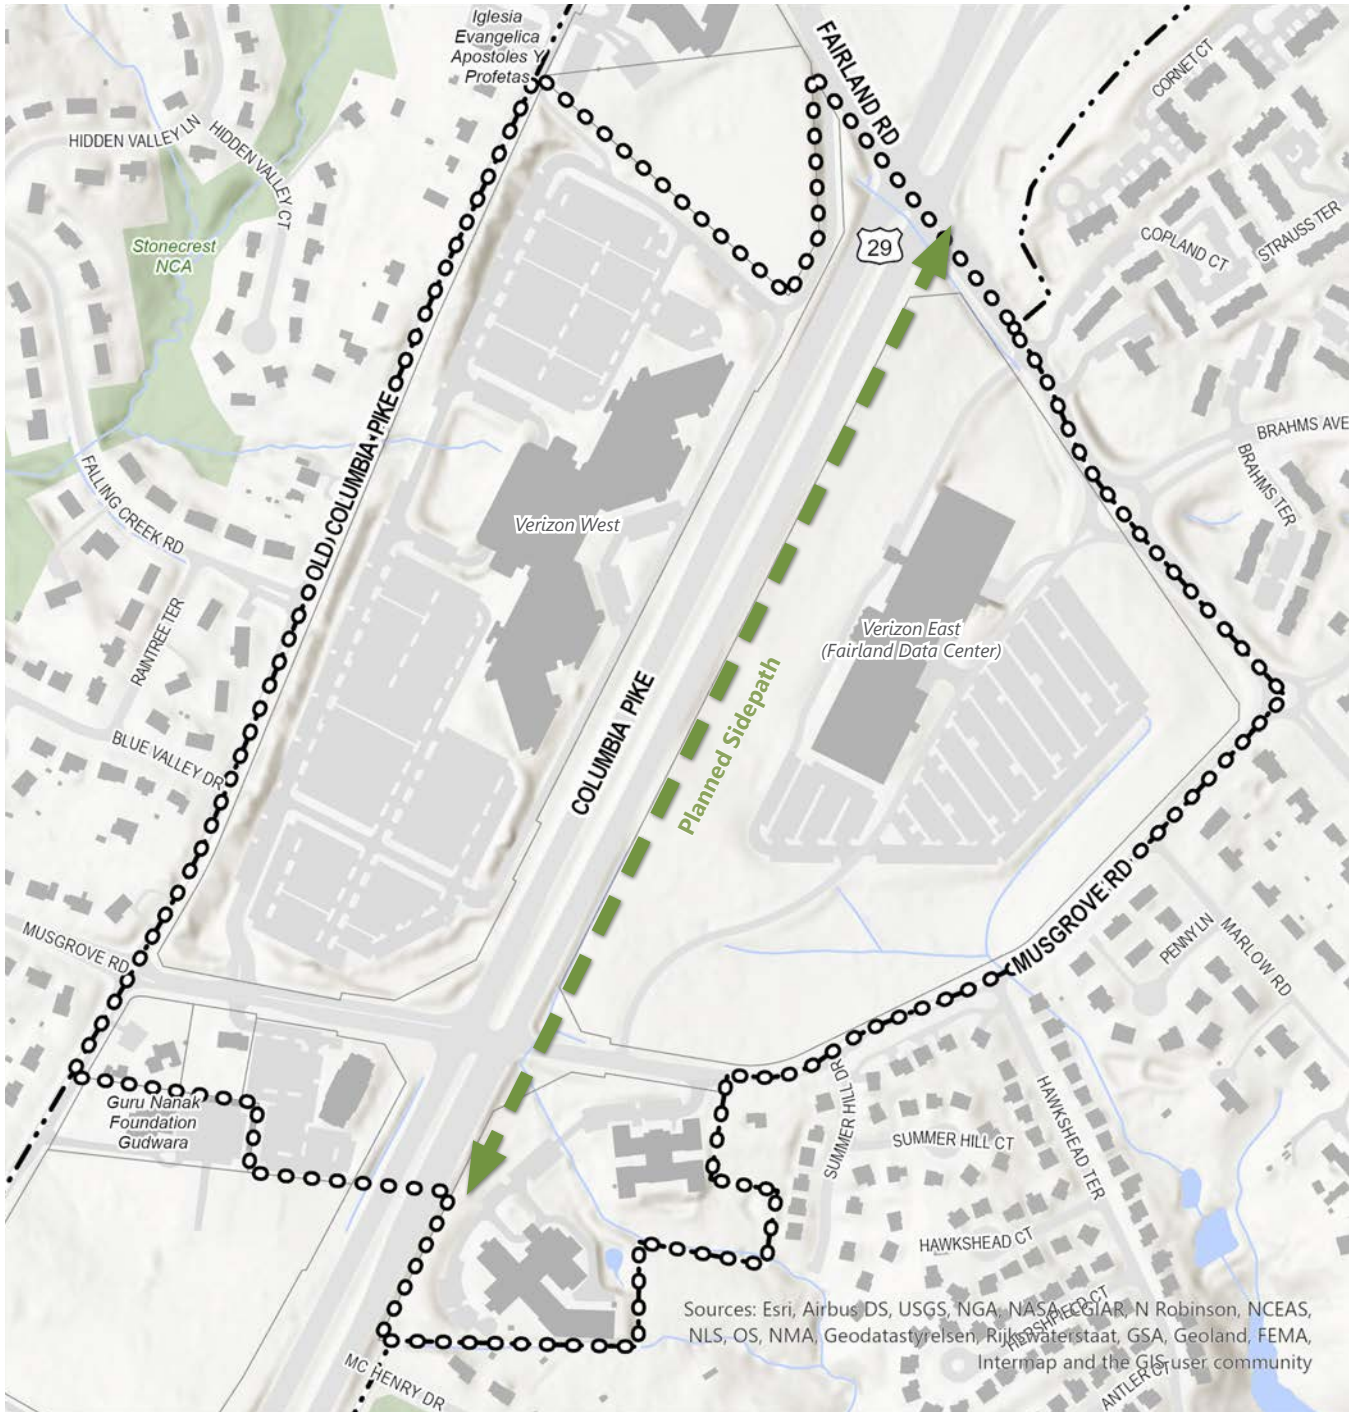 Iglesia
Evangelica
Apostoles Y
Profetas
FAIRLAND RD
CORNET CT
HIDDEN VALLEY LN
HIDDEN VALLEY CT
Stonecrest
NCA
29
COPLAND CT
STRAUSS TER
OLD COLUMBIA PIKE
BRAHMS AVE
BRAHMS TER
FALLING CREEK RD
Verizon West
RAINTREE TER
Verizon East
(Fairland Data Center)
COLUMBIA PIKE
Planned Sidepath
BLUE VALLEY DR
MUSGROVE RD
MUSGROVE RD
PENNY LN
MARLOW RD
Guru Nanak
Foundation
Gudwara
SUMMER HILL DR
SUMMER HILL CT
HAWKSHEAD TER
HAWKSHEAD CT
HERSHFIELD CT
Sources: Esri, Airbus DS, USGS, NGA, NASA, CGIAR, N Robinson, NCEAS,
NLS, OS, NMA, Geodatastyrelsen, Rijkswaterstaat, GSA, Geoland, FEMA,
Intermap and the GIS user community
MC HENRY DR
ANTLER CT